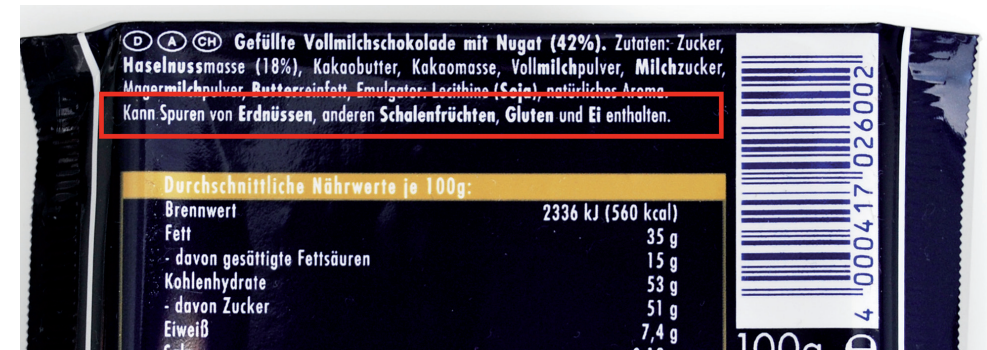 D A CH Gefüllte Vollmilchschokolade mit Nugat (42%). Zutaten: Zucker,
Haselnussmasse (18%), Kakaobutter, Kakaomasse, Vollmilchpulver, Milchzucker,
Magermilchpulver, Butterreinfett, Emulgator: Lecithine (Soja), natürliches Aroma.
Kann Spuren von Erdnüssen, anderen Schalenfrüchten, Gluten und Ei enthalten.
Durchschnittliche Nährwerte je 100g:
Brennwert 2336 kJ (560 kcal)
Fett 35 g
- davon gesättigte Fettsäuren 15 g
Kohlenhydrate 53 g
- davon Zucker 51 g
Eiweiß 7,4 g
4 000417 026002
100g e